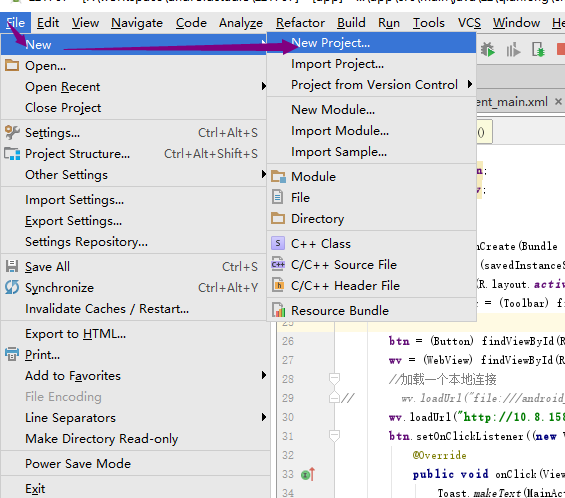 File Edit View Navigate Code Analyze Refactor Build Run Tools VCS Window
New
Open...
Open Recent
Close Project
Settings... Ctrl+Alt+S
Project Structure... Ctrl+Alt+Shift+S
Other Settings
Import Settings...
Export Settings...
Settings Repository...
Save All Ctrl+S
Synchronize Ctrl+Alt+Y
Invalidate Caches / Restart...
Export to HTML...
Print...
Add to Favorites
File Encoding
Line Separators
Make Directory Read-only
Power Save Mode
Exit
New Project...
Import Project...
Project from Version Control
New Module...
Import Module...
Import Sample...
Module
File
Directory
C++ Class
C/C++ Source File
C/C++ Header File
Resource Bundle
ent_main.xml
()
n;
v;
nCreate(Bundle
(savedInstanceS
(R.layout.activ
= (Toolbar) fi
25
26 btn = (Button) findViewById(R
27 wv = (WebView) findViewById(R
28 //加载一个本地连接
29 // wv.loadUrl("file:///android_
30 wv.loadUrl("http://10.8.158
31 btn.setOnClickListener((new V
32 @Override
33 public void onClick(View
34 Toast.makeText(MainAc